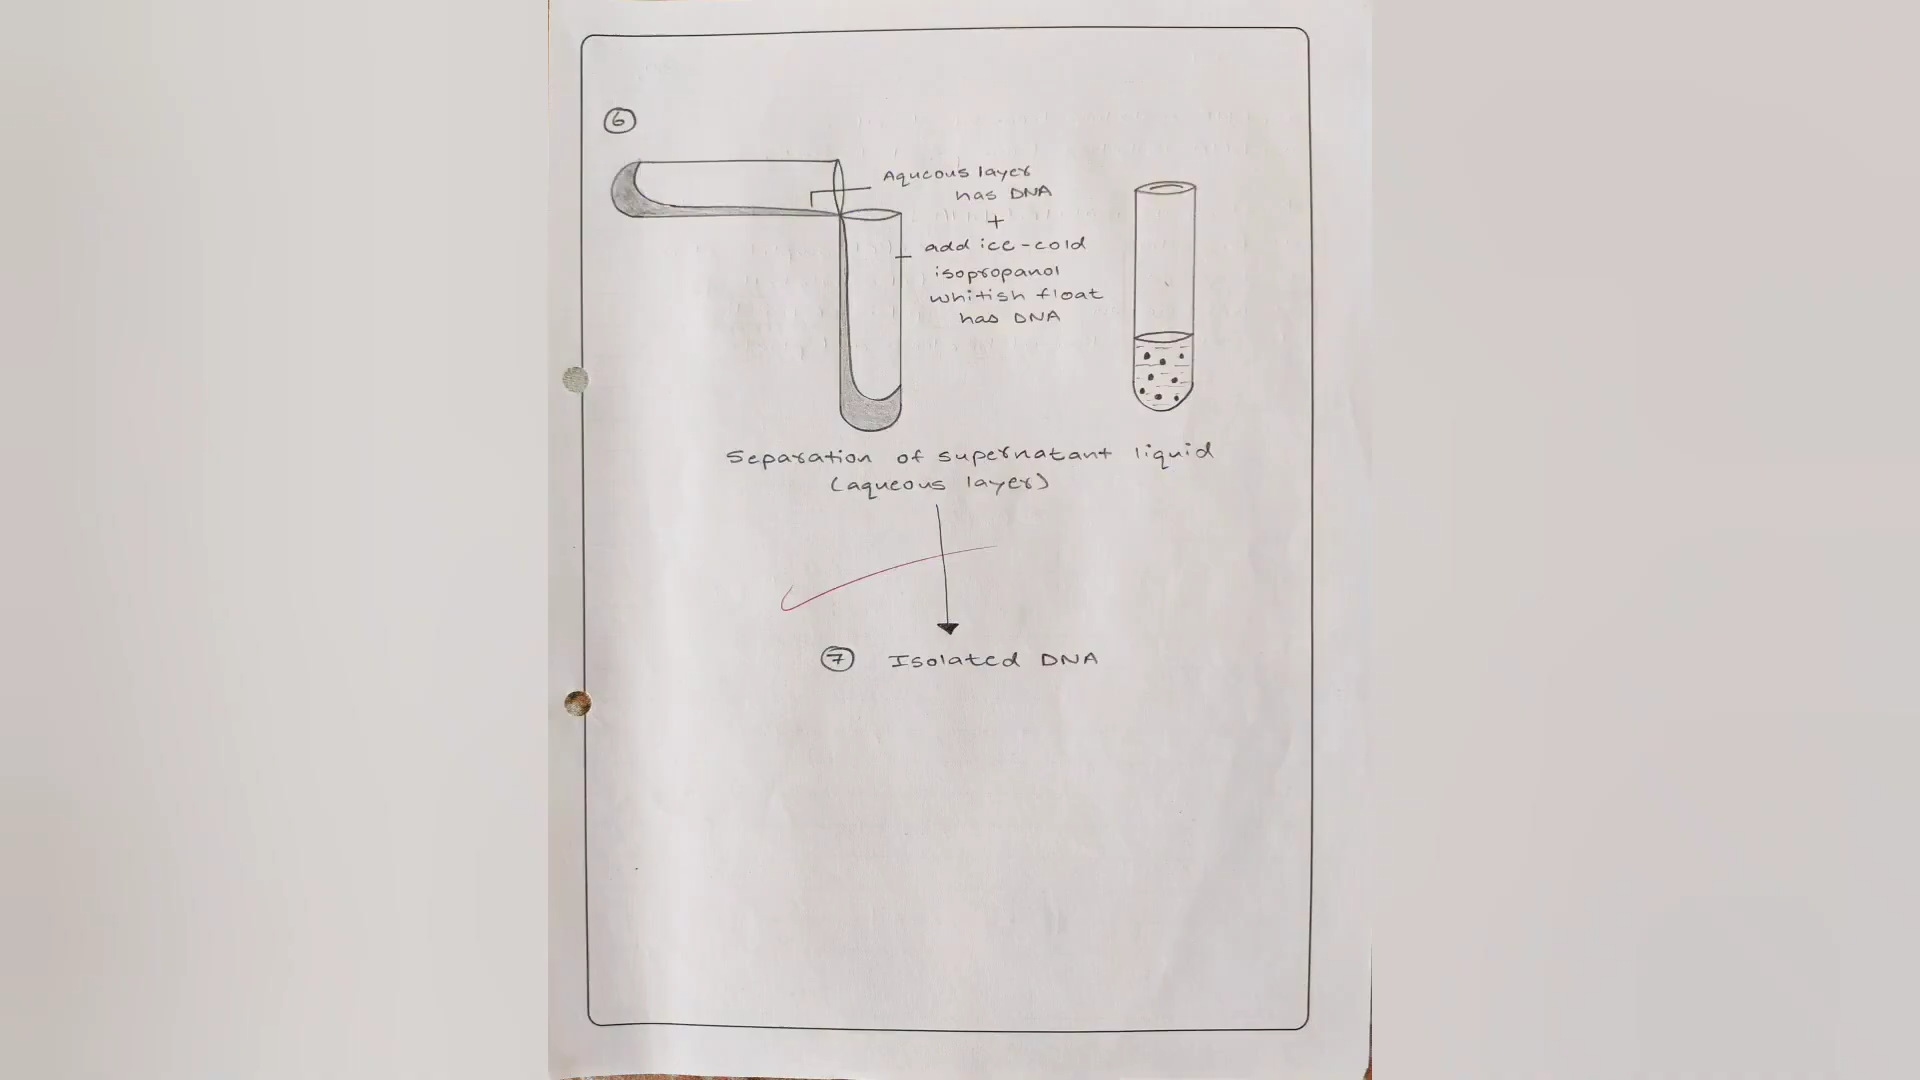 6
Aqueous layer
has DNA
+
add ice-cold
isopropanol
whitish float
has DNA
Separation of supernatant liquid
(aqueous layer)
7 Isolated DNA